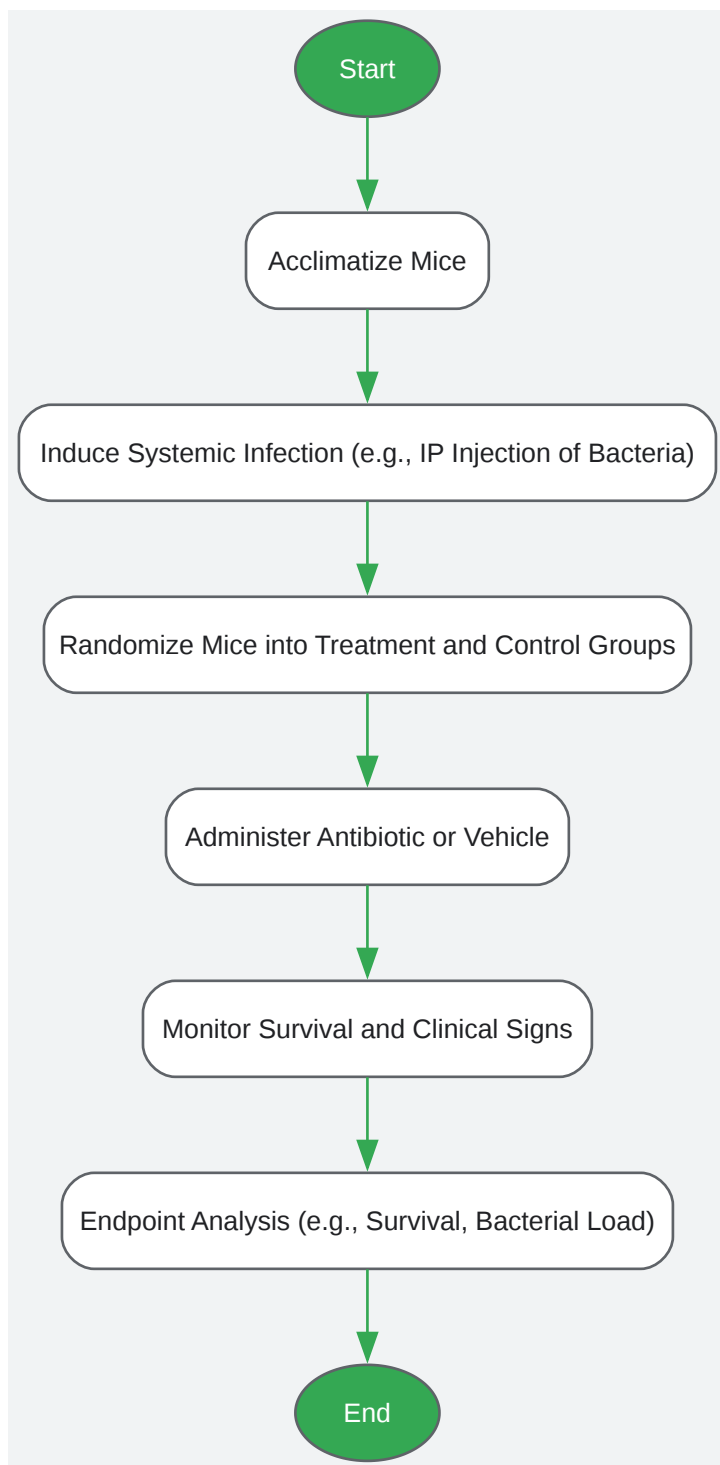 Start
Acclimatize Mice
Induce Systemic Infection (e.g., IP Injection of Bacteria)
Randomize Mice into Treatment and Control Groups
Administer Antibiotic or Vehicle
Monitor Survival and Clinical Signs
Endpoint Analysis (e.g., Survival, Bacterial Load)
End